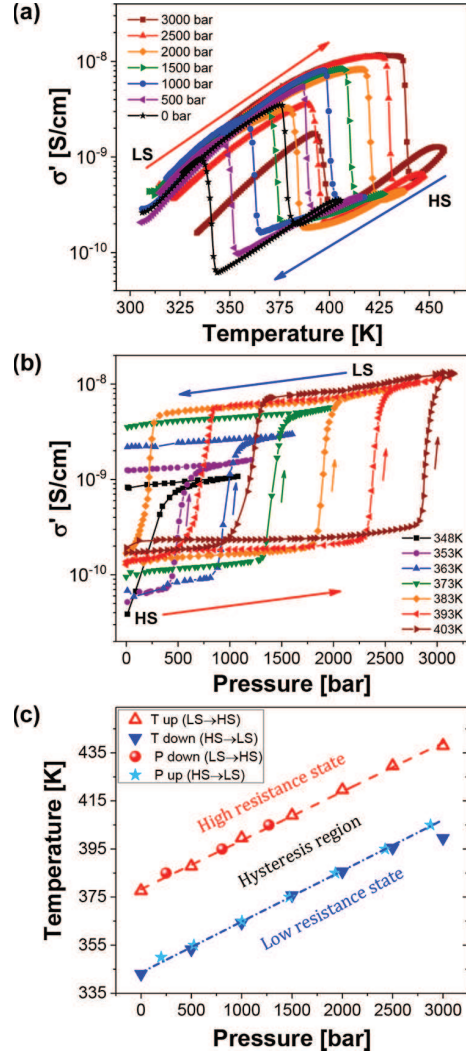 (a)
3000 bar
2500 bar
2000 bar
1500 bar
1000 bar
500 bar
0 bar
LS
HS
σ' [S/cm]
10⁻⁸
10⁻⁹
10⁻¹⁰
300 325 350 375 400 425 450
Temperature [K]
(b)
LS
HS
σ' [S/cm]
10⁻⁸
10⁻⁹
10⁻¹⁰
348K
353K
363K
373K
383K
393K
403K
0 500 1000 1500 2000 2500 3000
Pressure [bar]
(c)
T up (LS→HS)
T down (HS→LS)
P down (LS→HS)
P up (HS→LS)
High resistance state
Hysteresis region
Low resistance state
Temperature [K]
435
415
395
375
355
335
0 500 1000 1500 2000 2500 3000
Pressure [bar]